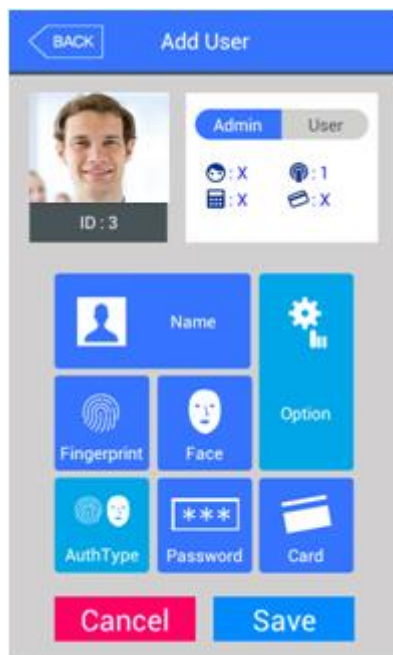 BACK
Add User
Admin User
: X : 1
: X : X
ID : 3
Name
Option
Fingerprint Face
***
AuthType Password Card
Cancel Save